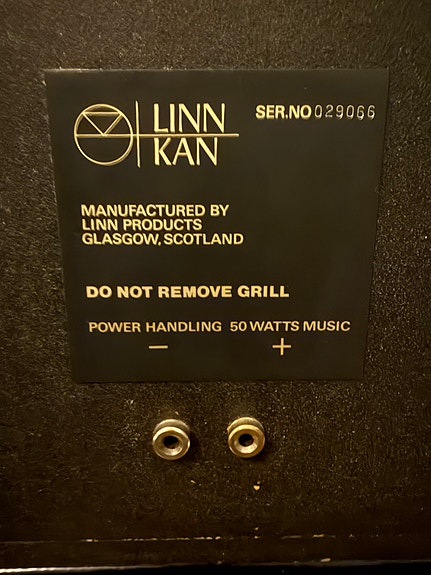 LINN
KAN
SER.NO 029066
MANUFACTURED BY
LINN PRODUCTS
GLASGOW, SCOTLAND
DO NOT REMOVE GRILL
POWER HANDLING 50 WATTS MUSIC
− +